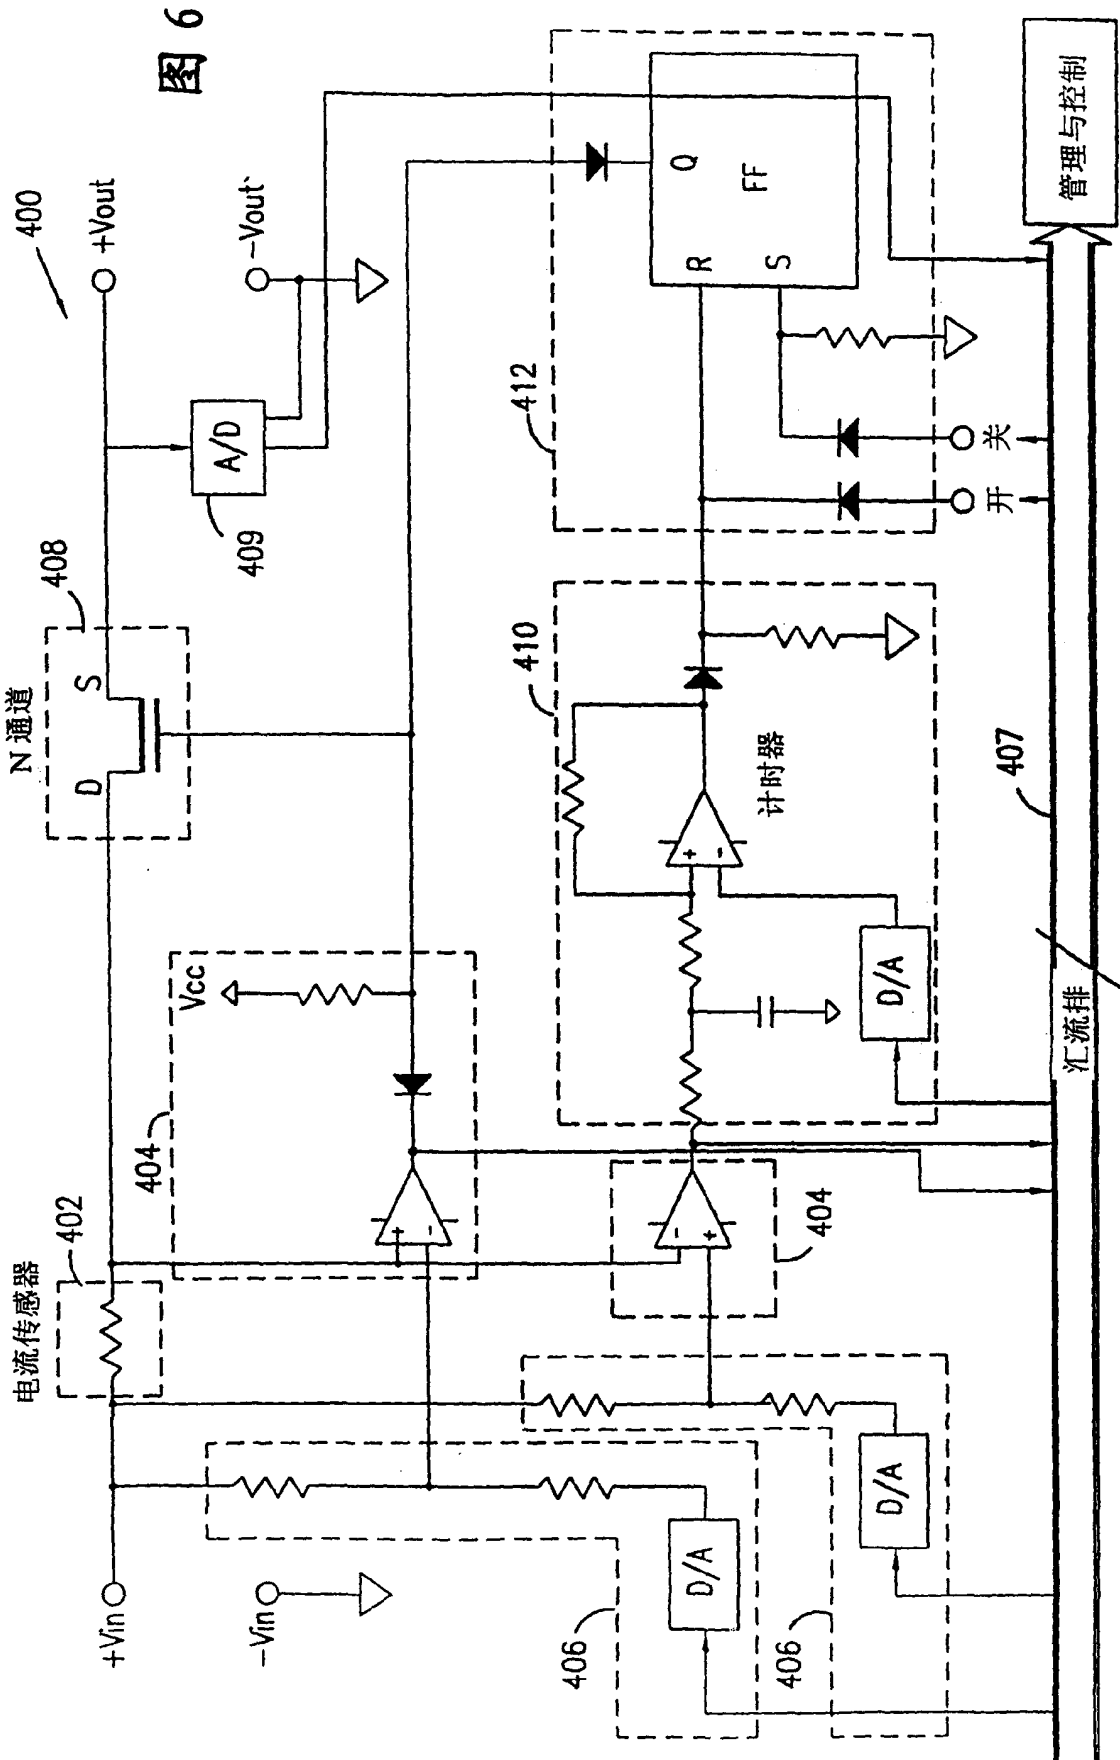 图 6
400
+Vout
-Vout
N 通道
408
D
S
A/D
409
电流传感器
402
+Vin
-Vin
404
Vcc
+
-
404
-
+
406
D/A
406
D/A
410
+
-
计时器
D/A
412
Q
FF
R
S
开
关
407
汇流排
管理与控制